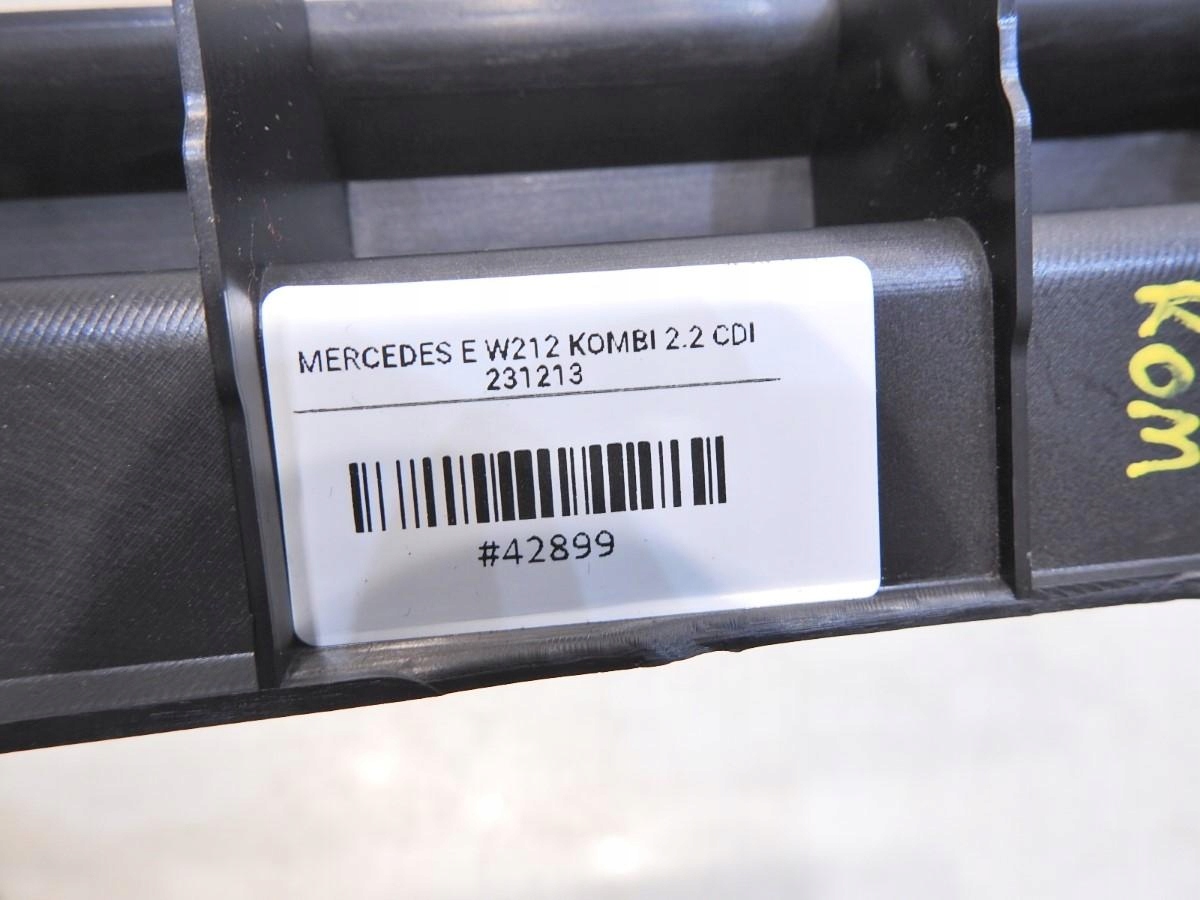 MERCEDES E W212 KOMBI 2.2 CDI
231213
#42899
KOM